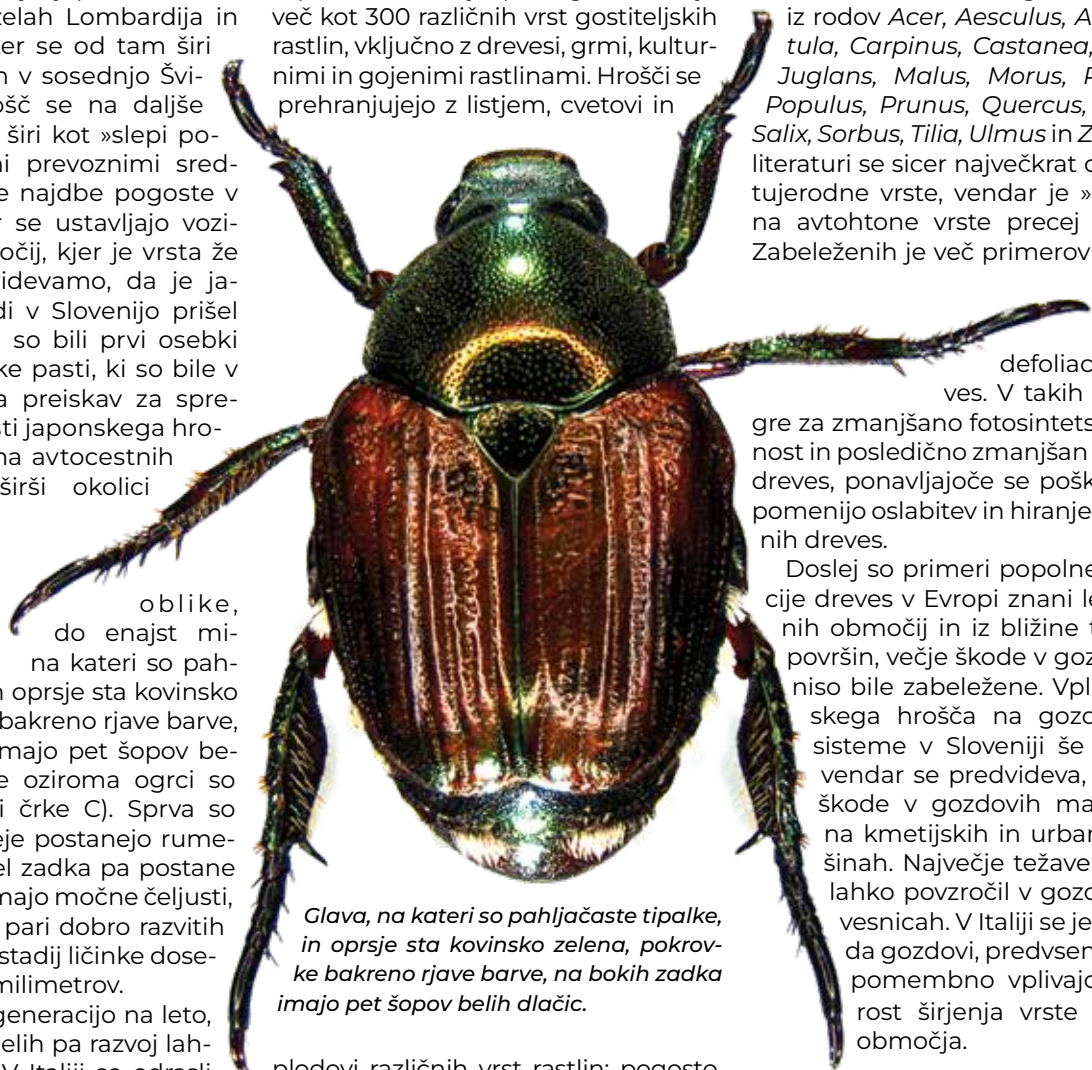 zelah Lombardija in
er se od tam širi
v sosednjo Švi-
ošč se na daljše
širi kot »slepi po-
ni prevoznimi sred-
e najdbe pogoste v
se ustavljajo vozi-
očij, kjer je vrsta že
idevamo, da je ja-
di v Slovenijo prišel
so bili prvi osebki
ke pasti, ki so bile v
a preiskav za spre-
sti japonskega hro-
na avtocestnih
širši okolici
oblike,
do enajst mi-
na kateri so pah-
oprsje sta kovinsko
bakreno rjave barve,
majo pet šopov be-
e oziroma ogrci so
i črke C). Sprva so
eje postanejo rume-
el zadka pa postane
majo močne čeljusti,
pari dobro razvitih
stadij ličinke dose-
milimetrov.
generacijo na leto,
elih pa razvoj lah-
V Italiji so odrasli
več kot 300 različnih vrst gostiteljskih
rastlin, vključno z drevesi, grmi, kultur-
nimi in gojenimi rastlinami. Hrošči se
prehranjujejo z listjem, cvetovi in
Glava, na kateri so pahljačaste tipalke,
in oprsje sta kovinsko zelena, pokrov-
ke bakreno rjave barve, na bokih zadka
imajo pet šopov belih dlačic.
plodovi različnih vrst rastlin; pogosto
iz rodov Acer, Aesculus, A
tula, Carpinus, Castanea,
Juglans, Malus, Morus, P
Populus, Prunus, Quercus,
Salix, Sorbus, Tilia, Ulmus in Z
literaturi se sicer največkrat o
tujerodne vrste, vendar je »
na avtohtone vrste precej
Zabeleženih je več primerov
defoliac
ves. V takih
gre za zmanjšano fotosintets
nost in posledično zmanjšan
dreves, ponavljajoče se pošk
pomenijo oslabitev in hiranje
nih dreves.
Doslej so primeri popolne
cije dreves v Evropi znani le
nih območij in iz bližine
površin, večje škode v goz
niso bile zabeležene. Vpl
skega hrošča na gozd
sisteme v Sloveniji še
vendar se predvideva,
škode v gozdovih ma
na kmetijskih in urbar
šinah. Največje težave
lahko povzročil v gozd
vesnicah. V Italiji se je
da gozdovi, predvsem
pomembno vplivajo
rost širjenja vrste
območja.